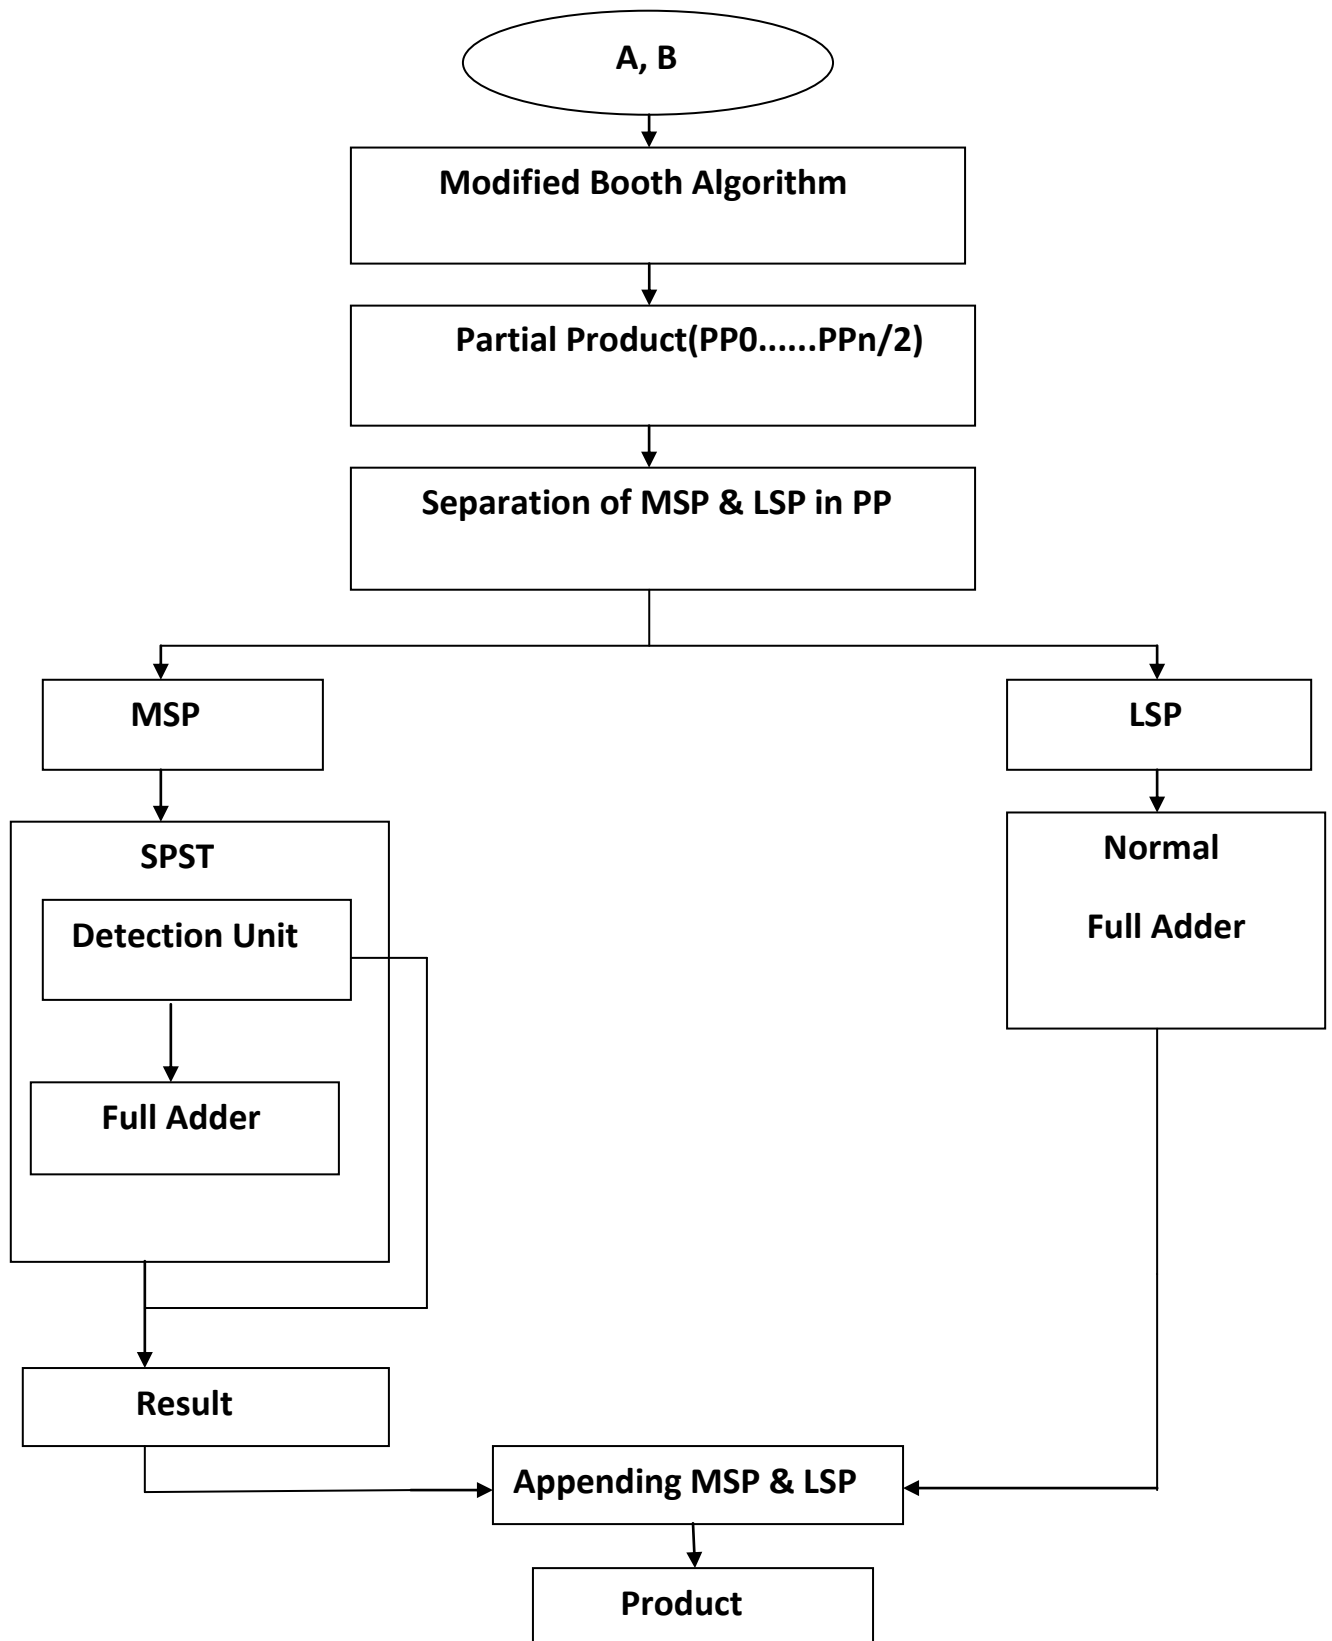 A, B
Modified Booth Algorithm
Partial Product(PP0......PPn/2)
Separation of MSP & LSP in PP
MSP
LSP
SPST
Detection Unit
Full Adder
Normal
Full Adder
Result
Appending MSP & LSP
Product